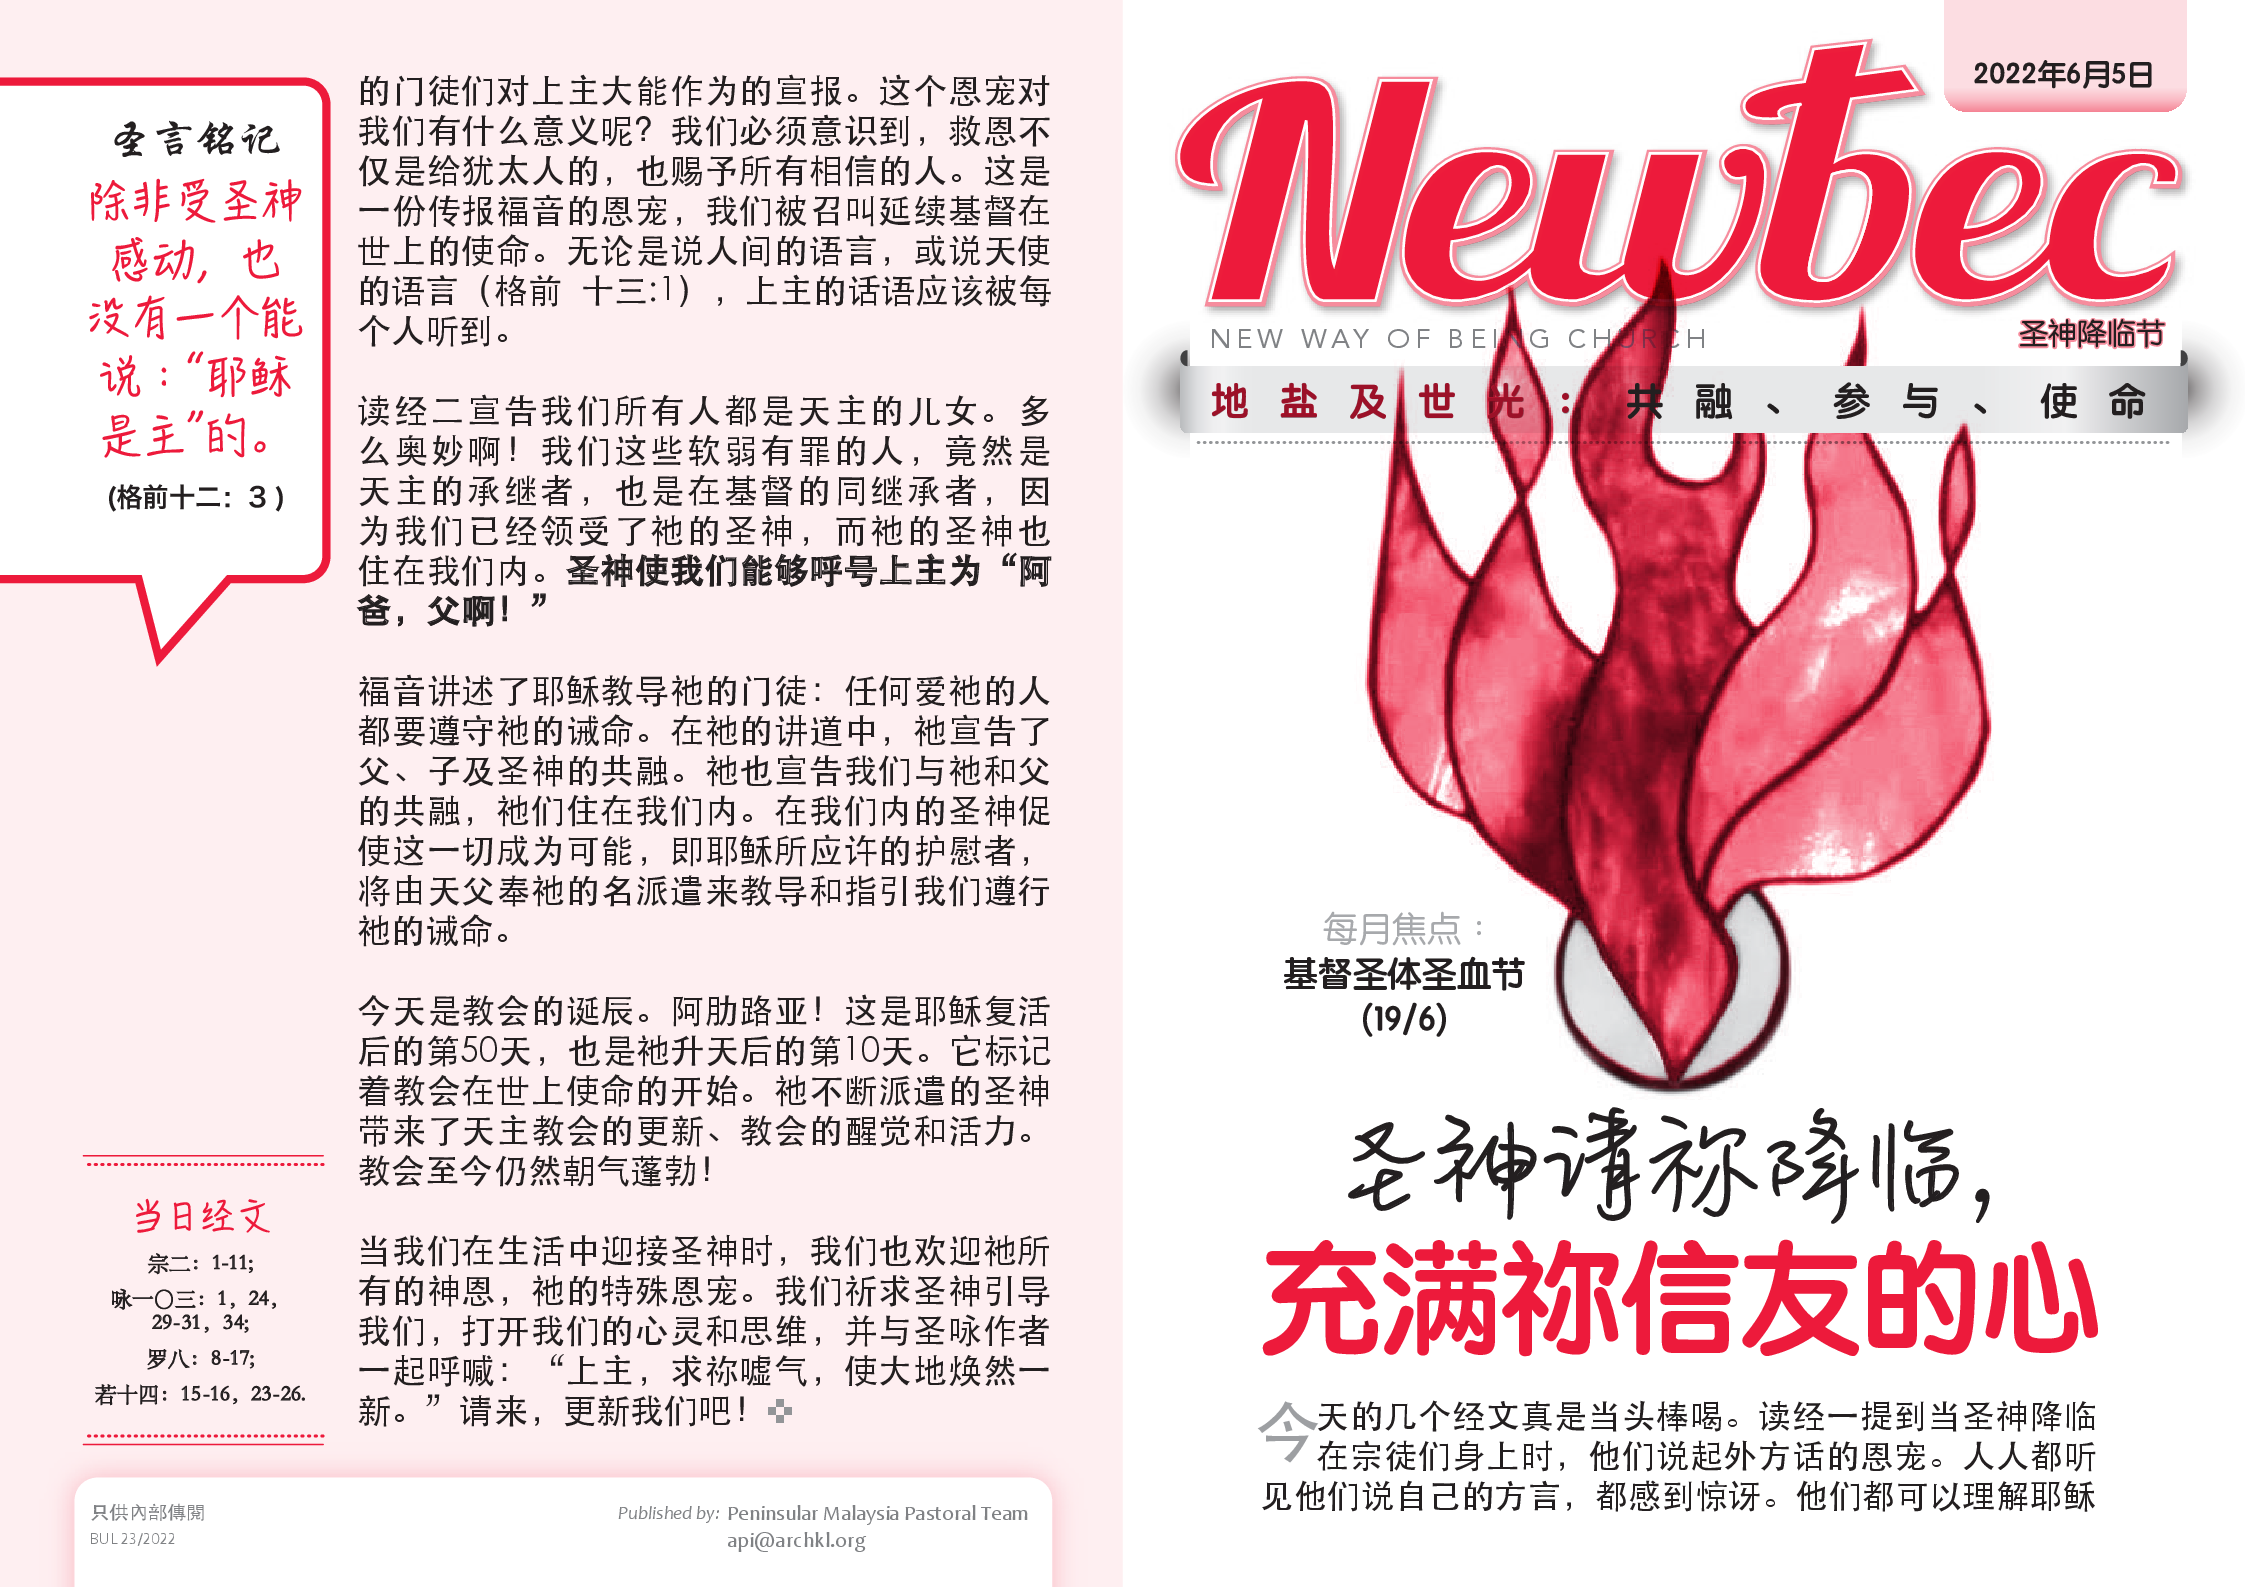 2022年6月5日
Newbec
NEW WAY OF BEING CHURCH
圣神降临节
地盐及世光：共融、参与、使命
每月焦点：
基督圣体圣血节
(19/6)
圣神请祢降临,
充满祢信友的心
今天的几个经文真是当头棒喝。读经一提到当圣神降临
在宗徒们身上时，他们说起外方话的恩宠。人人都听
见他们说自己的方言，都感到惊讶。他们都可以理解耶稣
的门徒们对上主大能作为的宣报。这个恩宠对
我们有什么意义呢？我们必须意识到，救恩不
仅是给犹太人的，也赐予所有相信的人。这是
一份传报福音的恩宠，我们被召叫延续基督在
世上的使命。无论是说人间的语言，或说天使
的语言（格前 十三:1），上主的话语应该被每
个人听到。
读经二宣告我们所有人都是天主的儿女。多
么奥妙啊！我们这些软弱有罪的人，竟然是
天主的承继者，也是在基督的同继承者，因
为我们已经领受了祂的圣神，而祂的圣神也
住在我们内。圣神使我们能够呼号上主为“阿
爸，父啊！”
福音讲述了耶稣教导祂的门徒：任何爱祂的人
都要遵守祂的诫命。在祂的讲道中，祂宣告了
父、子及圣神的共融。祂也宣告我们与祂和父
的共融，祂们住在我们内。在我们内的圣神促
使这一切成为可能，即耶稣所应许的护慰者，
将由天父奉祂的名派遣来教导和指引我们遵行
祂的诫命。
今天是教会的诞辰。阿肋路亚！这是耶稣复活
后的第50天，也是祂升天后的第10天。它标记
着教会在世上使命的开始。祂不断派遣的圣神
带来了天主教会的更新、教会的醒觉和活力。
教会至今仍然朝气蓬勃！
当我们在生活中迎接圣神时，我们也欢迎祂所
有的神恩，祂的特殊恩宠。我们祈求圣神引导
我们，打开我们的心灵和思维，并与圣咏作者
一起呼喊：“上主，求祢嘘气，使大地焕然一
新。”请来，更新我们吧！
圣言铭记
除非受圣神
感动，也
没有一个能
说：“耶稣
是主”的。
(格前十二：3)
当日经文
宗二：1-11;
咏一〇三：1，24，
29-31，34;
罗八：8-17;
若十四：15-16，23-26.
只供內部傳閱
BUL 23/2022
Published by: Peninsular Malaysia Pastoral Team
api@archkl.org